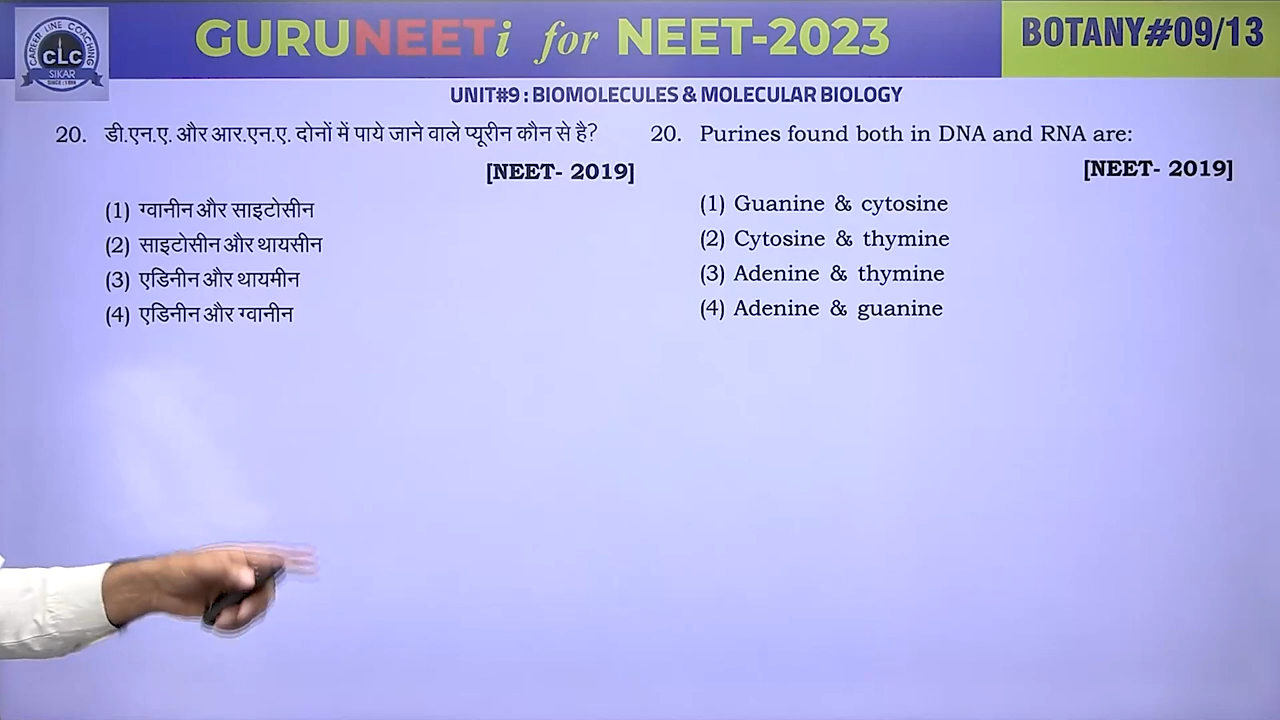 CAREER LINE COACHING
CLC
SIKAR
GURUNEETi for NEET-2023
BOTANY#09/13
UNIT#9 : BIOMOLECULES & MOLECULAR BIOLOGY
20. डी.एन.ए. और आर.एन.ए. दोनों में पाये जाने वाले प्यूरीन कौन से है?
[NEET- 2019]
(1) ग्वानीन और साइटोसीन
(2) साइटोसीन और थायसीन
(3) एडिनीन और थायमीन
(4) एडिनीन और ग्वानीन
20. Purines found both in DNA and RNA are:
[NEET- 2019]
(1) Guanine & cytosine
(2) Cytosine & thymine
(3) Adenine & thymine
(4) Adenine & guanine